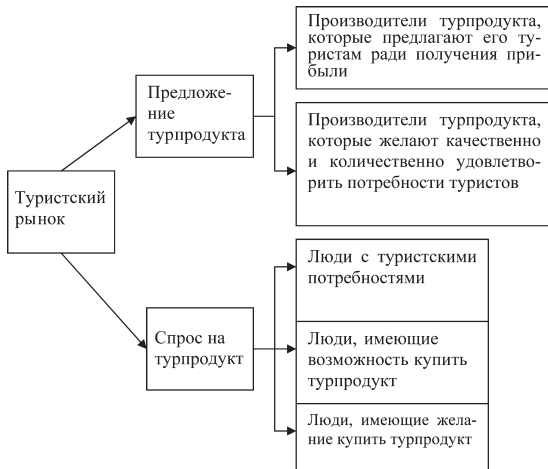 Производители турпродукта,
которые предлагают его ту-
ристам ради получения при-
были
Предложе-
ние
турпродукта
Производители турпродукта,
которые желают качественно
и количественно удовлетво-
рить потребности туристов
Туристский
рынок
Люди с туристскими
потребностями
Спрос на
турпродукт
Люди, имеющие
возможность купить
турпродукт
Люди, имеющие жела-
ние купить турпродукт